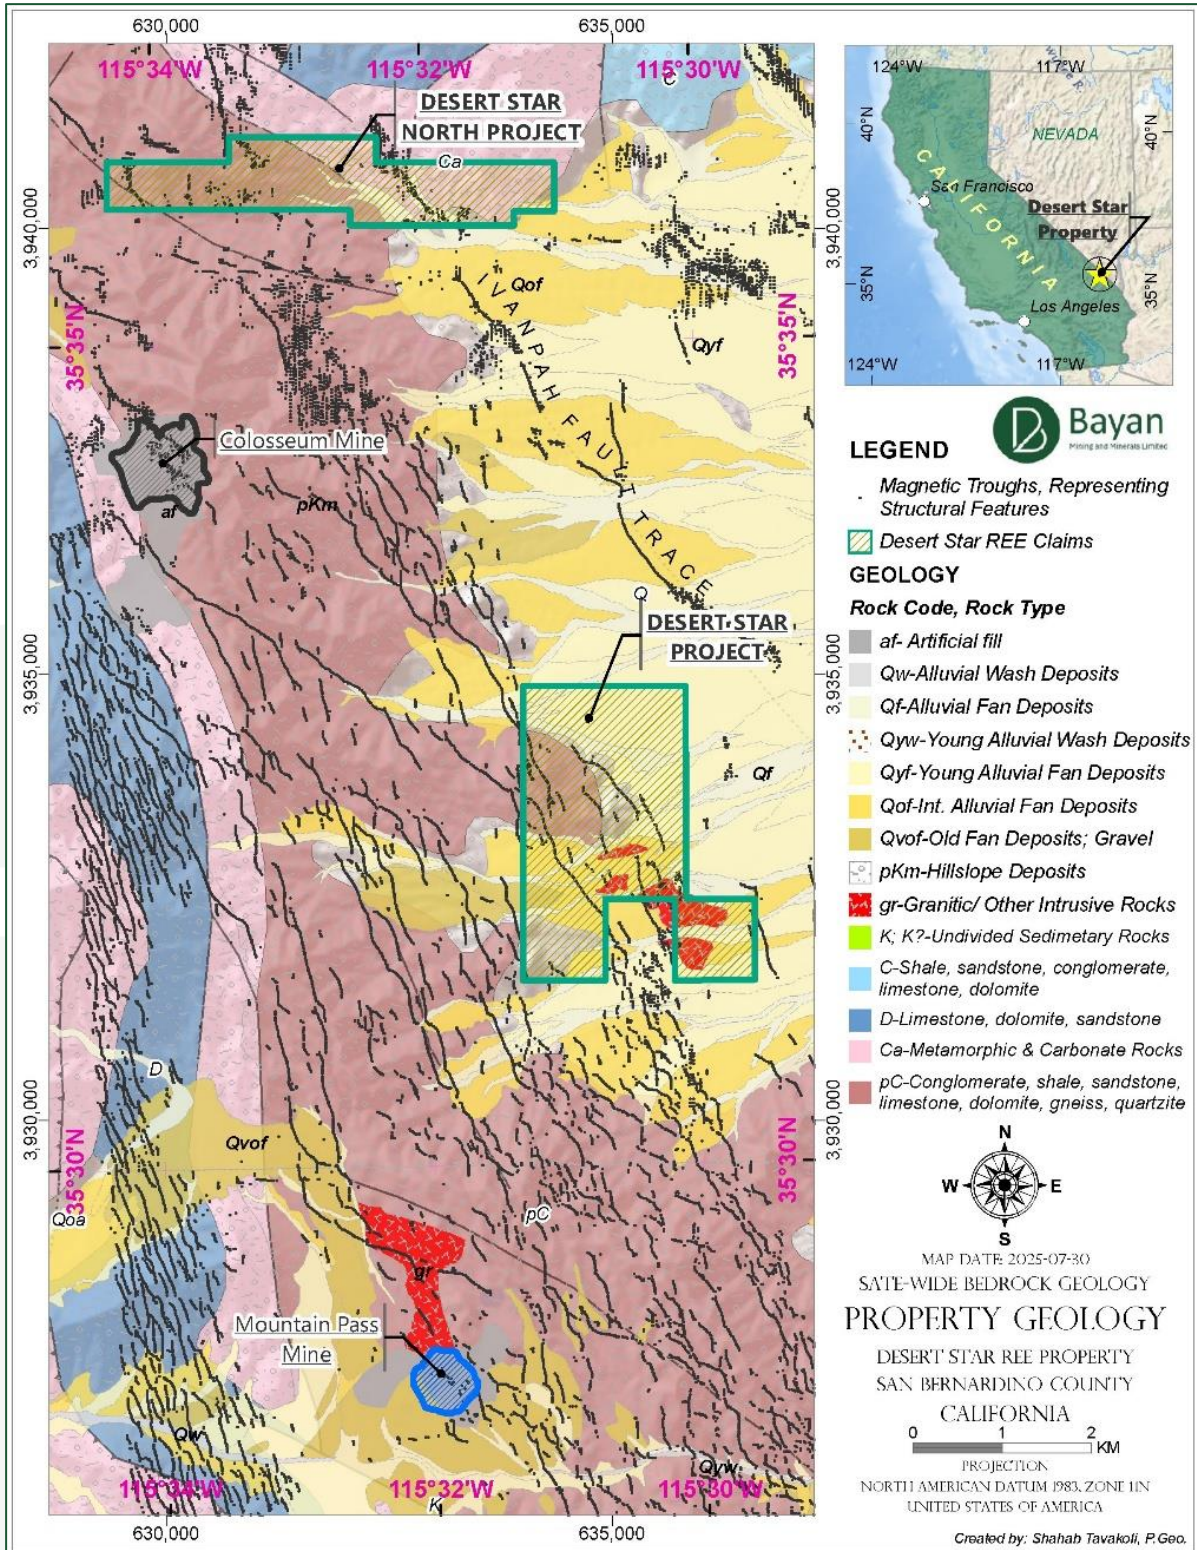 630,000
635,000
115°34'W
115°32'W
115°30'W
C
DESERT STAR
NORTH PROJECT
Ca
3,940,000
3,940,000
Qof
IVANPAH FAULT TRACE
Qyf
35°35'N
35°35'N
Colosseum Mine
af
pKm
Q
DESERT STAR
PROJECT
3,935,000
3,935,000
Qf
D
3,930,000
3,930,000
Qvof
35°30'N
35°30'N
Qoa
pC
gr
Mountain Pass
Mine
Qw
Qyw
115°34'W
115°32'W
115°30'W
K
630,000
635,000
124°W
117°W
40°N
40°N
NEVADA
CALIFORNIA
San Francisco
Desert Star
Property
35°N
35°N
Los Angeles
124°W
117°W
Bayan
Mining and Minerals Limited
LEGEND
Magnetic Troughs, Representing
Structural Features
Desert Star REE Claims
GEOLOGY
Rock Code, Rock Type
af- Artificial fill
Qw-Alluvial Wash Deposits
Qf-Alluvial Fan Deposits
Qyw-Young Alluvial Wash Deposits
Qyf-Young Alluvial Fan Deposits
Qof-Int. Alluvial Fan Deposits
Qvof-Old Fan Deposits; Gravel
pKm-Hillslope Deposits
gr-Granitic/ Other Intrusive Rocks
K; K?-Undivided Sedimetary Rocks
C-Shale, sandstone, conglomerate,
limestone, dolomite
D-Limestone, dolomite, sandstone
Ca-Metamorphic & Carbonate Rocks
pC-Conglomerate, shale, sandstone,
limestone, dolomite, gneiss, quartzite
N
W
E
S
MAP DATE: 2025-07-30
SATE-WIDE BEDROCK GEOLOGY
PROPERTY GEOLOGY
DESERT STAR REE PROPERTY
SAN BERNARDINO COUNTY
CALIFORNIA
0 1 2
KM
PROJECTION
NORTH AMERICAN DATUM 1983, ZONE 11N
UNITED STATES OF AMERICA
Created by: Shahab Tavakoli, P.Geo.